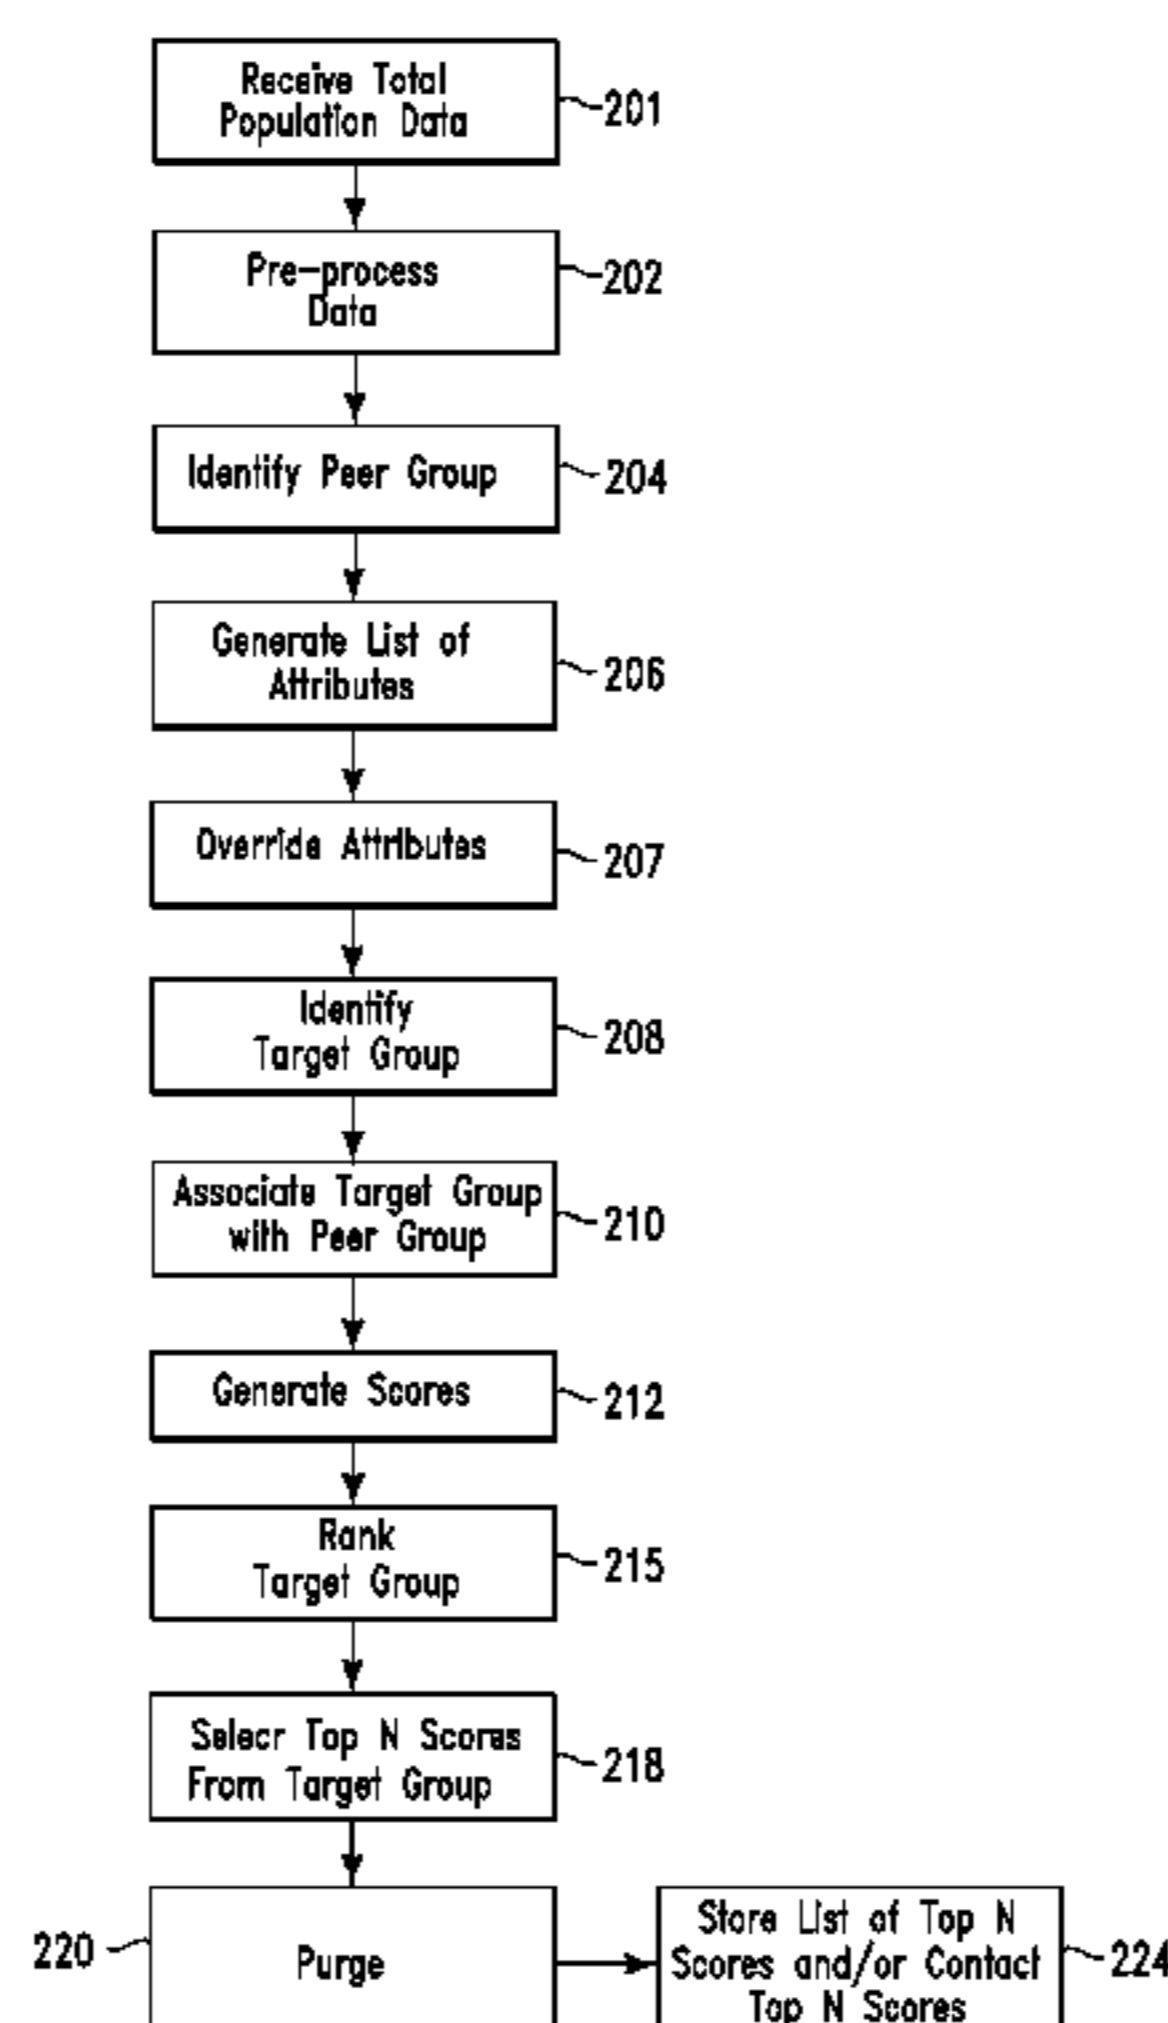 Receive Total
Population Data
201
Pre-process
Data
202
Identify Peer Group
204
Generate List of
Attributes
206
Override Attributes
207
Identify
Target Group
208
Associate Target Group
with Peer Group
210
Generate Scores
212
Rank
Target Group
215
Selecr Top N Scores
From Target Group
218
220
Purge
Store List of Top N
Scores and/or Contact
Top N Scores
224